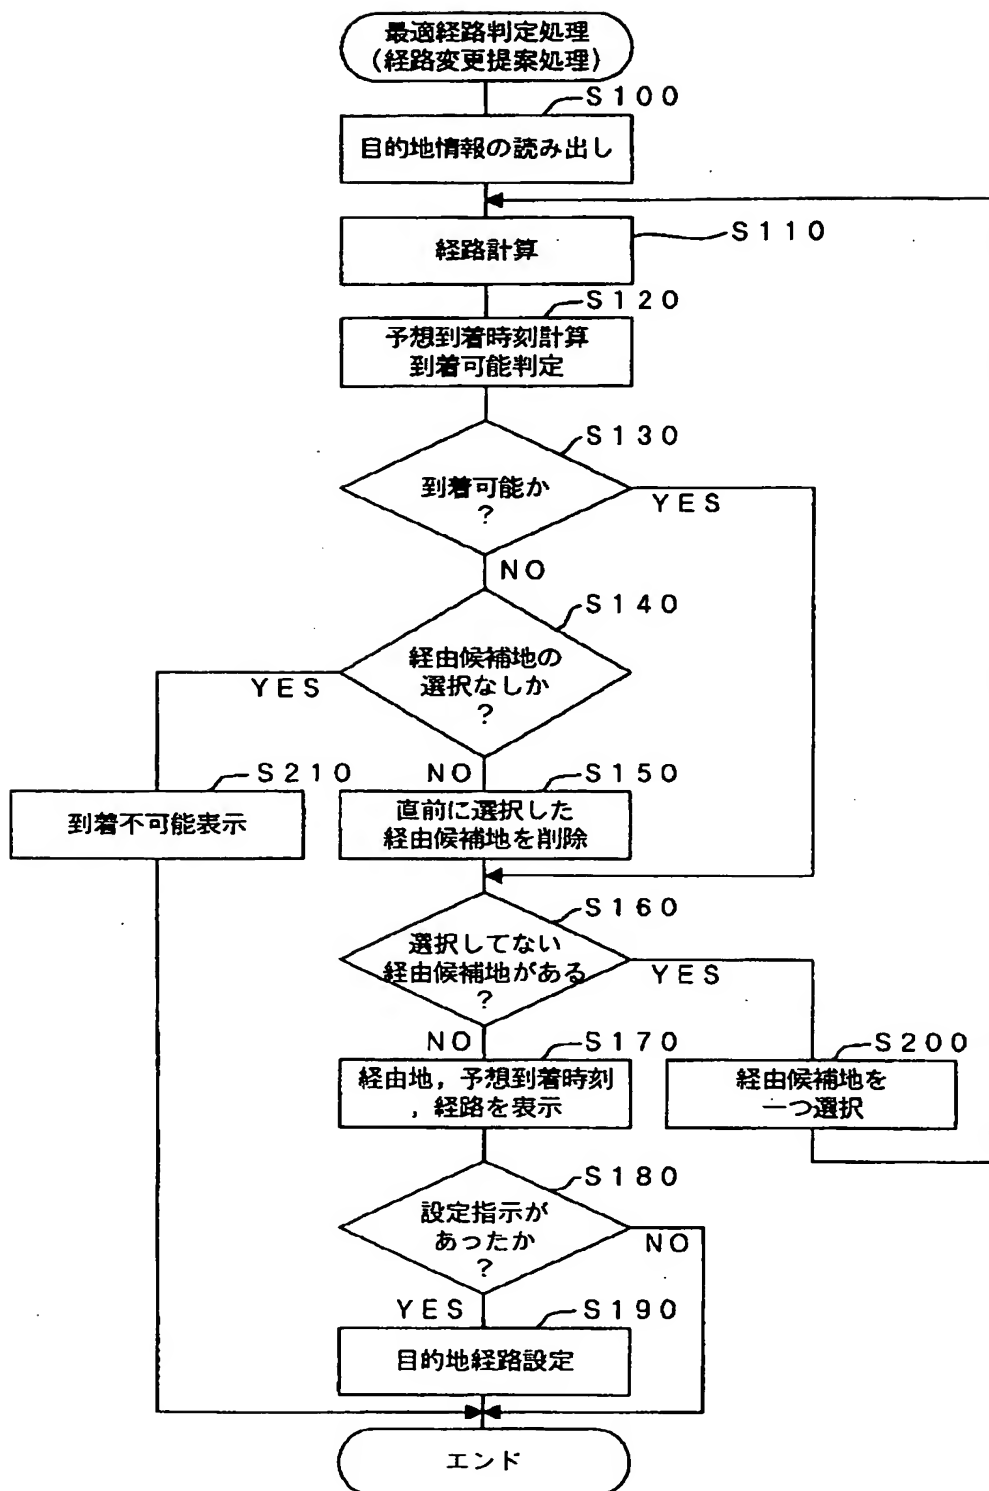 最適経路判定処理
(経路変更提案処理)
S100
目的地情報の読み出し
S110
経路計算
S120
予想到着時刻計算
到着可能判定
S130
到着可能か
?
YES
NO
S140
経由候補地の
選択なしか
?
YES
NO
S210
到着不可能表示
S150
直前に選択した
経由候補地を削除
S160
選択してない
経由候補地がある
?
YES
NO
S170
経由地,予想到着時刻
,経路を表示
S200
経由候補地を
一つ選択
S180
設定指示が
あったか
?
NO
YES
S190
目的地経路設定
エンド